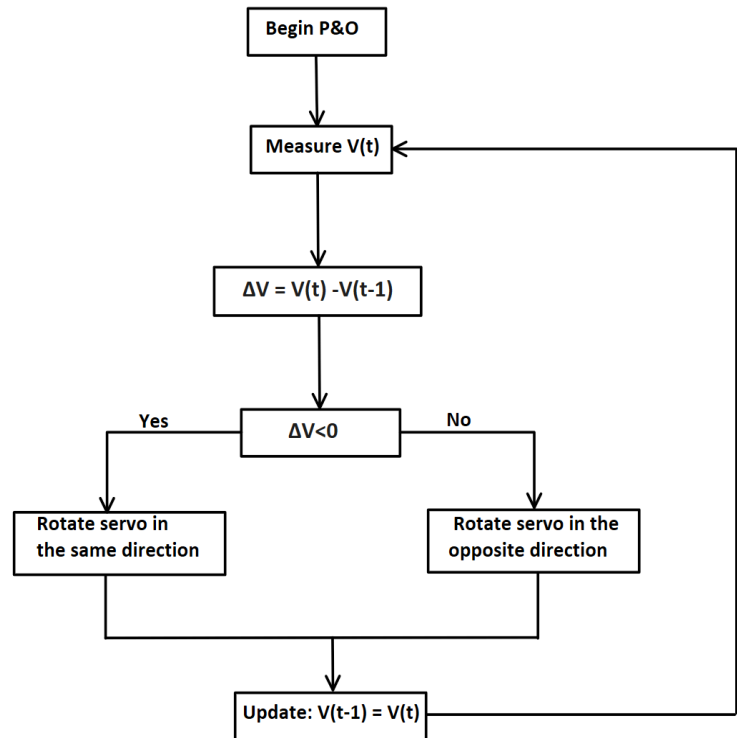 Begin P&O
Measure V(t)
ΔV = V(t) -V(t-1)
ΔV<0
Yes
No
Rotate servo in
the same direction
Rotate servo in the
opposite direction
Update: V(t-1) = V(t)